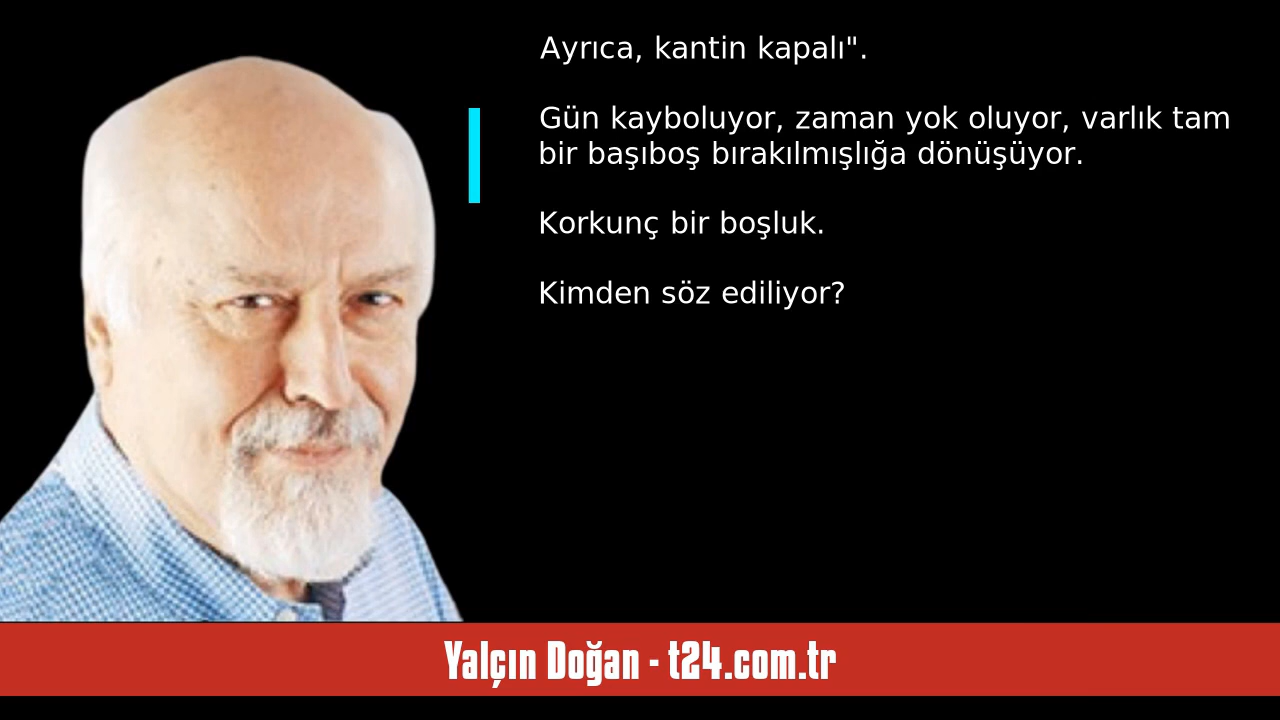 Ayrıca, kantin kapalı".
Gün kayboluyor, zaman yok oluyor, varlık tam
bir başıboş bırakılmışlığa dönüşüyor.
Korkunç bir boşluk.
Kimden söz ediliyor?
Yalçın Doğan - t24.com.tr